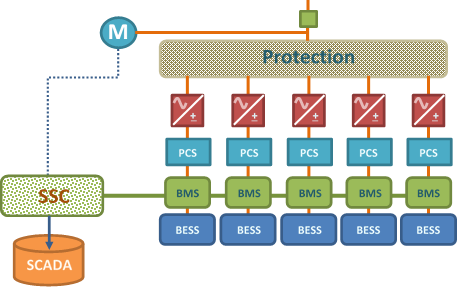 M
Protection
PCS PCS PCS PCS PCS
SSC BMS BMS BMS BMS BMS
BESS BESS BESS BESS BESS
SCADA